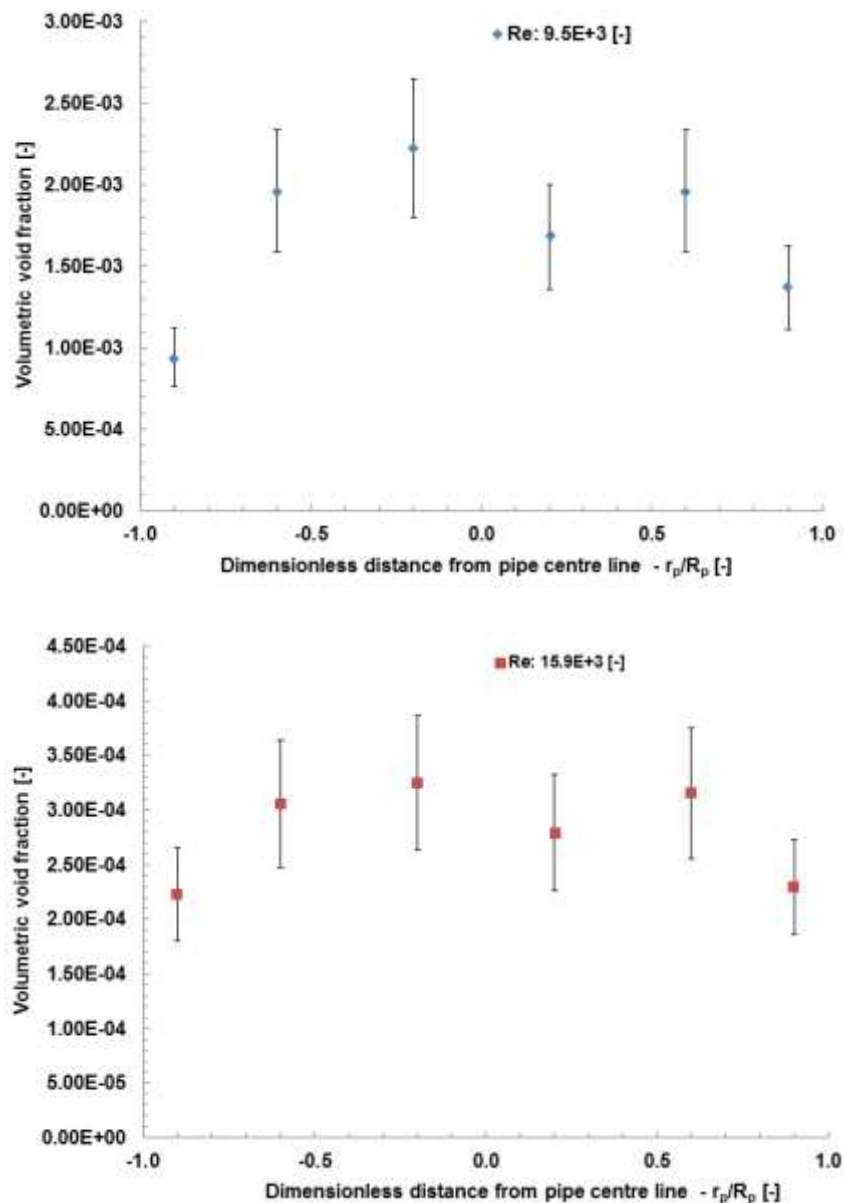 3.00E-03
Re: 9.5E+3 [-]
2.50E-03
2.00E-03
1.50E-03
1.00E-03
5.00E-04
0.00E+00
Volumetric void fraction [-]
-1.0 -0.5 0.0 0.5 1.0
Dimensionless distance from pipe centre line - rₚ/Rₚ [-]
4.50E-04
Re: 15.9E+3 [-]
4.00E-04
3.50E-04
3.00E-04
2.50E-04
2.00E-04
1.50E-04
1.00E-04
5.00E-05
0.00E+00
Volumetric void fraction [-]
-1.0 -0.5 0.0 0.5 1.0
Dimensionless distance from pipe centre line - rₚ/Rₚ [-]